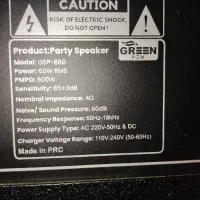 CAUTION
RISK OF ELECTRIC SHOCK,
DO NOT OPEN!
Product:Party Speaker
Model: GSP-860
Power: 60W RMS
PMPO: 600W
Sensitivity: 85±3dB
Nominal Impedance: 4Ω
Noise/ Sound Pressure: 60dB
Frequency Response: 60Hz-18kHz
Power Supply Type: AC 220V-50Hz & DC
Charger Voltage Range: 110V-240V (50-60Hz)
Made in PRC
GREEN